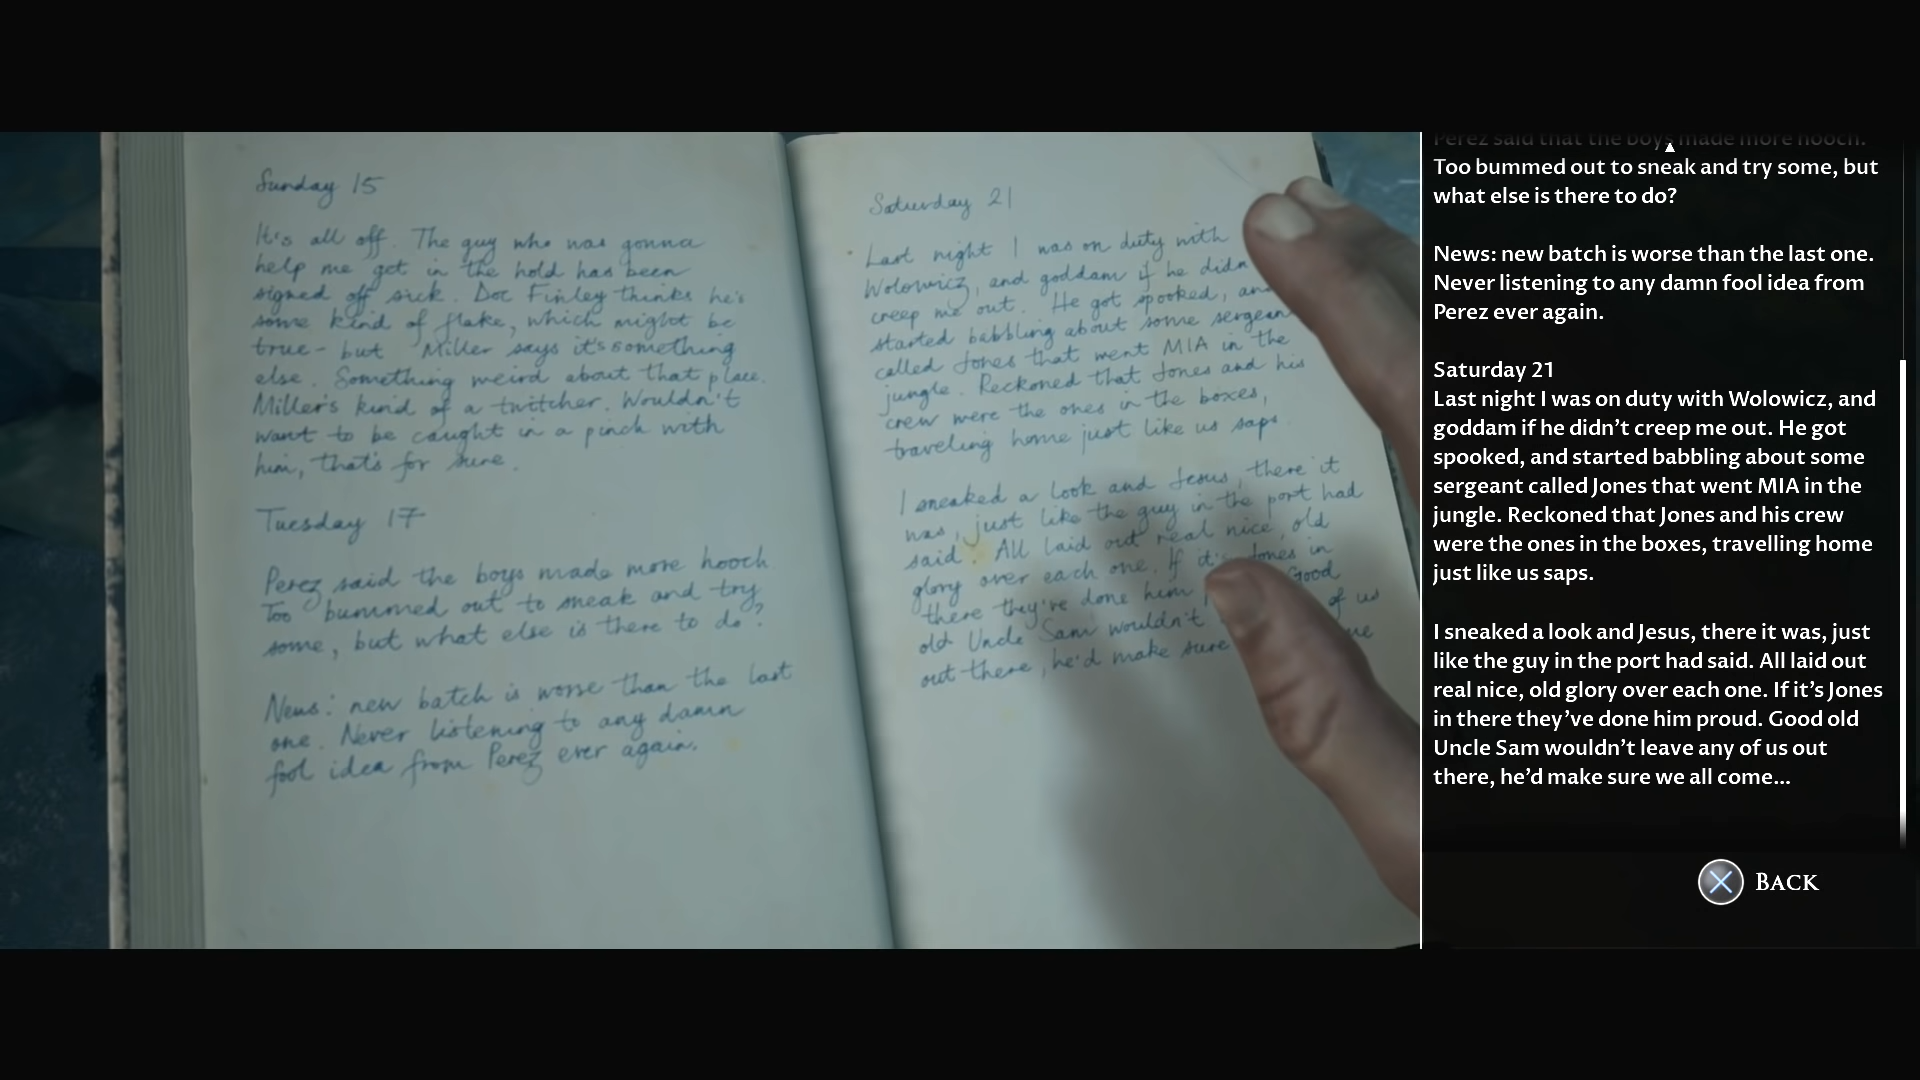 Sunday 15
It's all off. The guy who was gonna
help me get in the hold has been
signed off sick. Doc Finley thinks he's
some kind of flake, which might be
true - but Miller says it's something
else. Something weird about that place.
Miller's kind of a twitcher. Wouldn't
want to be caught in a pinch with
him, that's for sure.
Tuesday 17
Perez said the boys made more hooch
Too bummed out to sneak and try
some, but what else is there to do?
News: new batch is worse than the last
one. Never listening to any damn
fool idea from Perez ever again.
Saturday 21
Last night I was on duty with
Wolowicz, and goddam if he didn
creep me out. He got spooked, and
started babbling about some sergean
called Jones that went MIA in the
jungle. Reckoned that Jones and his
crew were the ones in the boxes,
traveling home just like us saps
I sneaked a look and Jesus, there it
was, just like the guy in the port had
said. All laid out real nice, old
glory over each one. If it's Jones in
there they're done him Good
old Uncle Sam wouldn't of us
out there, he'd make sure
Perez said that the boys made more hooch.
Too bummed out to sneak and try some, but
what else is there to do?
News: new batch is worse than the last one.
Never listening to any damn fool idea from
Perez ever again.
Saturday 21
Last night I was on duty with Wolowicz, and
goddam if he didn't creep me out. He got
spooked, and started babbling about some
sergeant called Jones that went MIA in the
jungle. Reckoned that Jones and his crew
were the ones in the boxes, travelling home
just like us saps.
I sneaked a look and Jesus, there it was, just
like the guy in the port had said. All laid out
real nice, old glory over each one. If it's Jones
in there they've done him proud. Good old
Uncle Sam wouldn't leave any of us out
there, he'd make sure we all come...
BACK